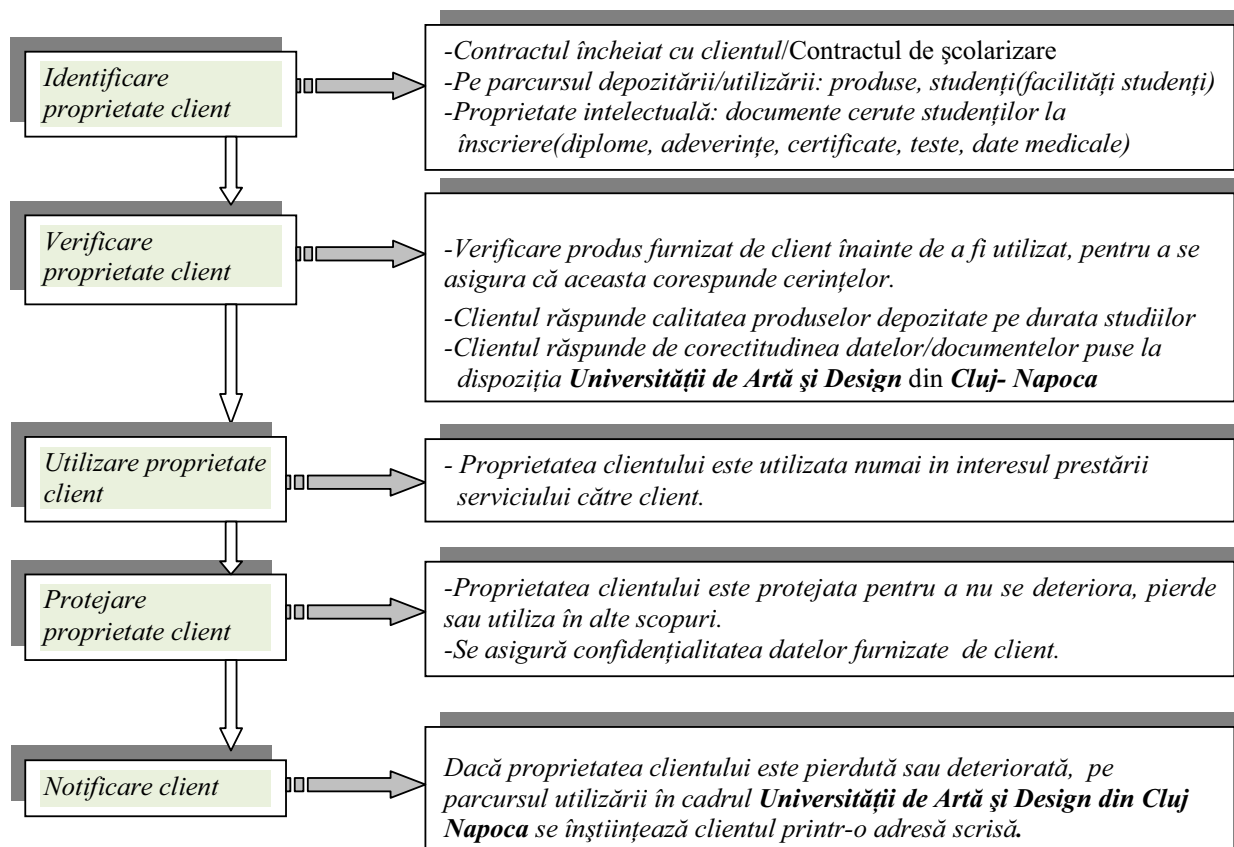 Identificare
proprietate client
-Contractul încheiat cu clientul/Contractul de şcolarizare
-Pe parcursul depozitării/utilizării: produse, studenți(facilități studenți)
-Proprietate intelectuală: documente cerute studenților la
înscriere(diplome, adeverințe, certificate, teste, date medicale)
Verificare
proprietate client
-Verificare produs furnizat de client înainte de a fi utilizat, pentru a se
asigura că aceasta corespunde cerințelor.
-Clientul răspunde calitatea produselor depozitate pe durata studiilor
-Clientul răspunde de corectitudinea datelor/documentelor puse la
dispoziția Universității de Artă şi Design din Cluj- Napoca
Utilizare proprietate
client
- Proprietatea clientului este utilizata numai in interesul prestării
serviciului către client.
Protejare
proprietate client
-Proprietatea clientului este protejata pentru a nu se deteriora, pierde
sau utiliza în alte scopuri.
-Se asigură confidențialitatea datelor furnizate de client.
Notificare client
Dacă proprietatea clientului este pierdută sau deteriorată, pe
parcursul utilizării în cadrul Universității de Artă şi Design din Cluj
Napoca se înştiințează clientul printr-o adresă scrisă.